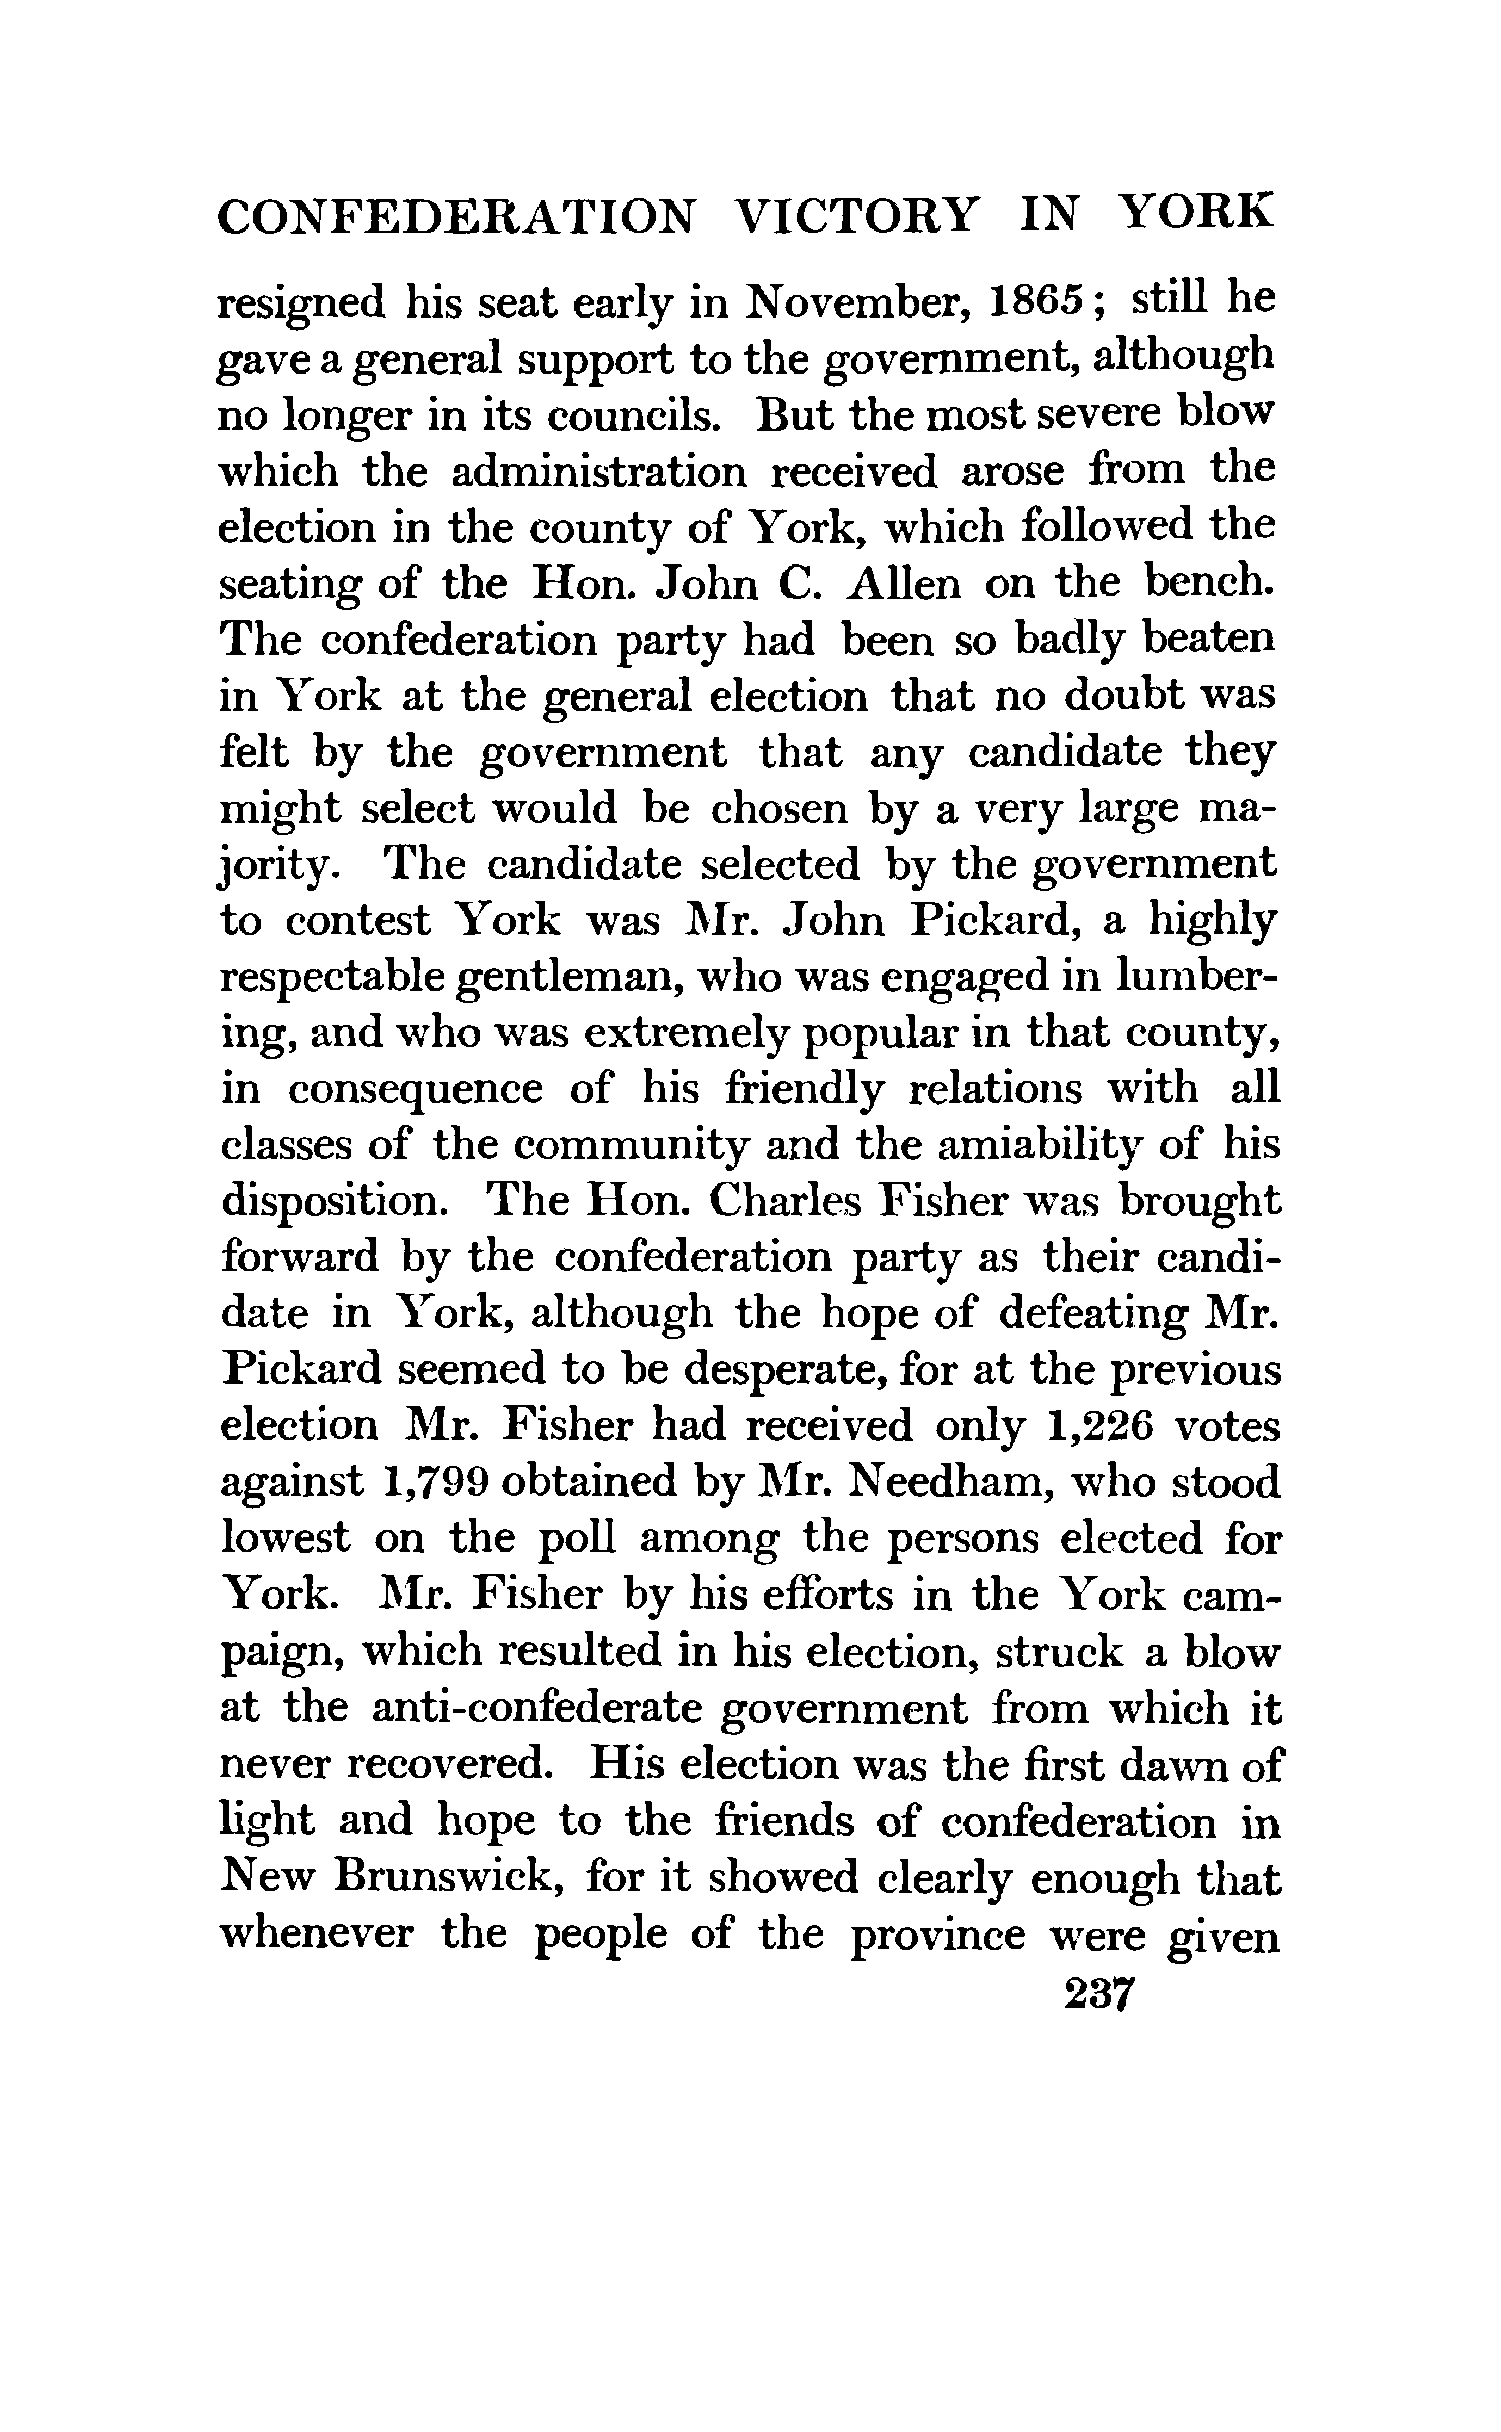 CONFEDERATION VICTORY IN YORK
resigned his seat early in November, 1865; still he
gave a general support to the government, although
no longer in its councils. But the most severe blow
which the administration received arose from the
election in the county of York, which followed the
seating of the Hon. John C. Allen on the bench.
The confederation party had been so badly beaten
in York at the general election that no doubt was
felt by the government that any candidate they
might select would be chosen by a very large ma-
jority. The candidate selected by the government
to contest York was Mr. John Pickard, a highly
respectable gentleman, who was engaged in lumber-
ing, and who was extremely popular in that county,
in consequence of his friendly relations with all
classes of the community and the amiability of his
disposition. The Hon. Charles Fisher was brought
forward by the confederation party as their candi-
date in York, although the hope of defeating Mr.
Pickard seemed to be desperate, for at the previous
election Mr. Fisher had received only 1,226 votes
against 1,799 obtained by Mr. Needham, who stood
lowest on the poll among the persons elected for
York. Mr. Fisher by his efforts in the York cam-
paign, which resulted in his election, struck a blow
at the anti-confederate government from which it
never recovered. His election was the first dawn of
light and hope to the friends of confederation in
New Brunswick, for it showed clearly enough that
whenever the people of the province were given
237